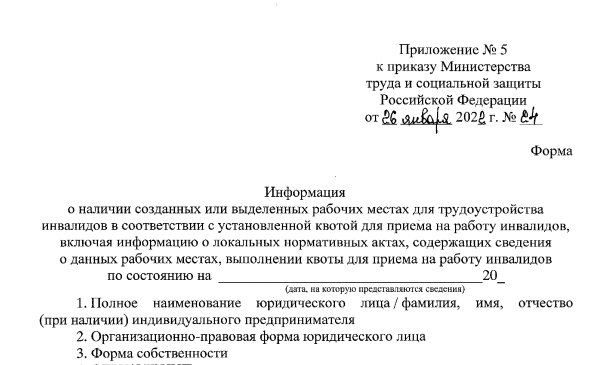 Приложение № 5
к приказу Министерства
труда и социальной защиты
Российской Федерации
от 26 января 2022 г. № 24
Форма
Информация
о наличии созданных или выделенных рабочих местах для трудоустройства
инвалидов в соответствии с установленной квотой для приема на работу инвалидов,
включая информацию о локальных нормативных актах, содержащих сведения
о данных рабочих местах, выполнении квоты для приема на работу инвалидов
по состоянию на ________________________________20_
(дата, на которую представляются сведения)
1. Полное наименование юридического лица / фамилия, имя, отчество
(при наличии) индивидуального предпринимателя
2. Организационно-правовая форма юридического лица
3. Форма собственности